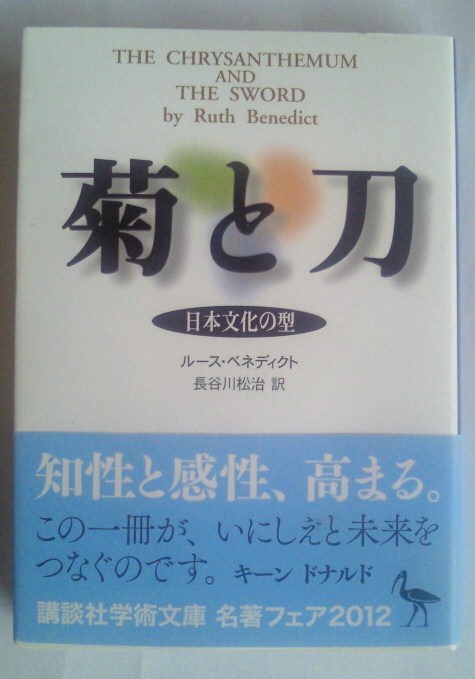 THE CHRYSANTHEMUM
AND
THE SWORD
by Ruth Benedict
菊と刀
日本文化の型
ルース・ベネディクト
長谷川松治 訳
知性と感性、高まる。
この一冊が、いにしえと未来を
つなぐのです。 キーン ドナルド
講談社学術文庫 名著フェア2012